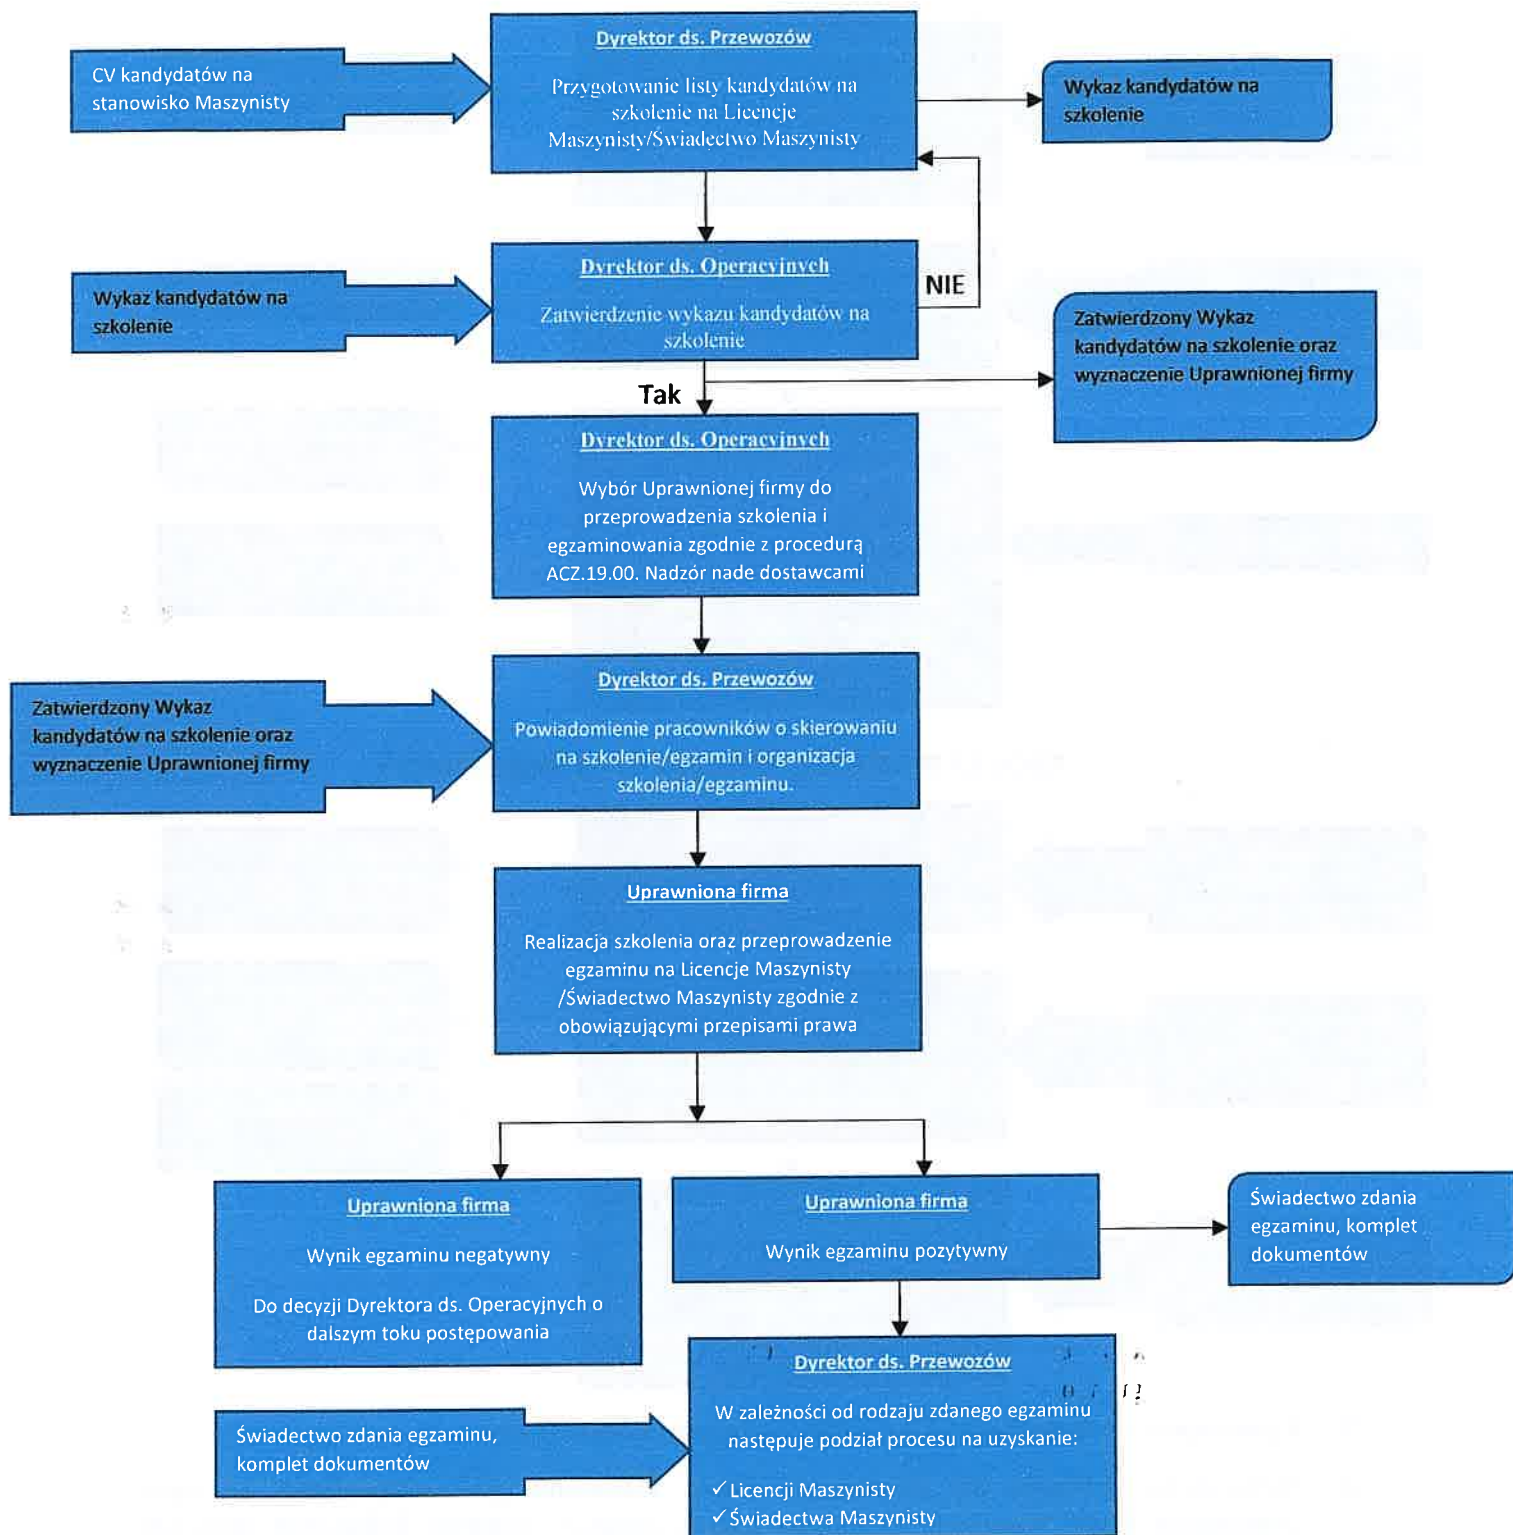 Dyrektor ds. Przewozów
CV kandydatów na
stanowisko Maszynisty
Przygotowanie listy kandydatów na
szkolenie na Licencje
Maszynisty/Świadectwo Maszynisty
Wykaz kandydatów na
szkolenie
Wykaz kandydatów na
szkolenie
Dyrektor ds. Operacyjnych
Zatwierdzenie wykazu kandydatów na
szkolenie
NIE
Zatwierdzony Wykaz
kandydatów na szkolenie oraz
wyznaczenie Uprawnionej firmy
Tak
Dyrektor ds. Operacyjnych
Wybór Uprawnionej firmy do
przeprowadzenia szkolenia i
egzaminowania zgodnie z procedurą
ACZ.19.00. Nadzór nade dostawcami
Zatwierdzony Wykaz
kandydatów na szkolenie oraz
wyznaczenie Uprawnionej firmy
Dyrektor ds. Przewozów
Powiadomienie pracowników o skierowaniu
na szkolenie/egzamin i organizacja
szkolenia/egzaminu.
Uprawniona firma
Realizacja szkolenia oraz przeprowadzenie
egzaminu na Licencje Maszynisty
/Świadectwo Maszynisty zgodnie z
obowiązującymi przepisami prawa
Uprawniona firma
Wynik egzaminu negatywny
Do decyzji Dyrektora ds. Operacyjnych o
dalszym toku postępowania
Uprawniona firma
Wynik egzaminu pozytywny
Świadectwo zdania
egzaminu, komplet
dokumentów
Świadectwo zdania egzaminu,
komplet dokumentów
Dyrektor ds. Przewozów
W zależności od rodzaju zdanego egzaminu
następuje podział procesu na uzyskanie:
✓ Licencji Maszynisty
✓ Świadectwa Maszynisty